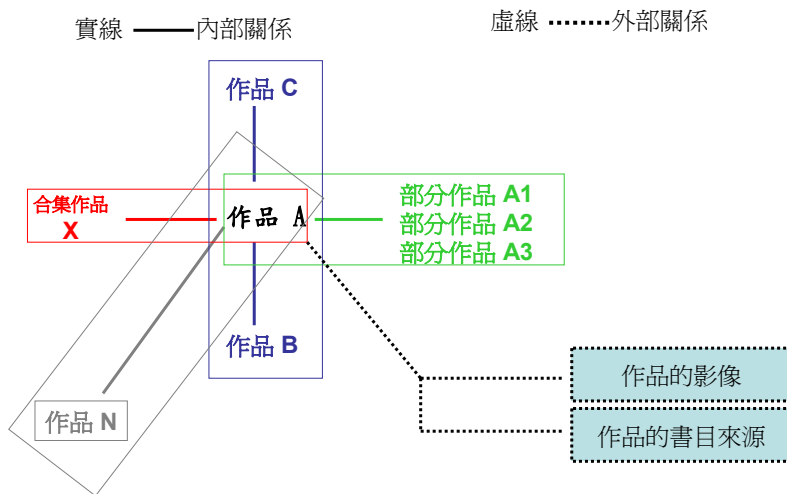 實線 內部關係
虛線 外部關係
作品 C
合集作品
X
作品 A
部分作品 A1
部分作品 A2
部分作品 A3
作品 B
作品 N
作品的影像
作品的書目來源